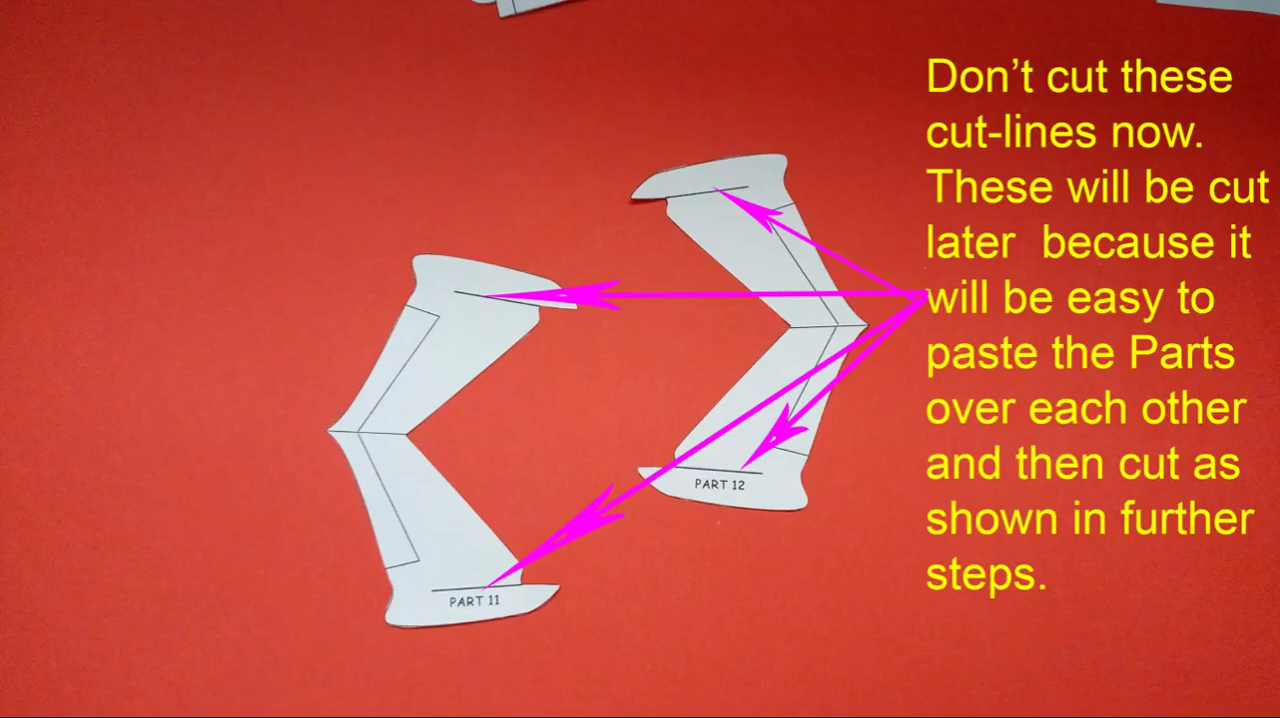 Don’t cut these
cut-lines now.
These will be cut
later  because it
will be easy to
paste the Parts
over each other
and then cut as
shown in further
steps.
PART 12
PART 11